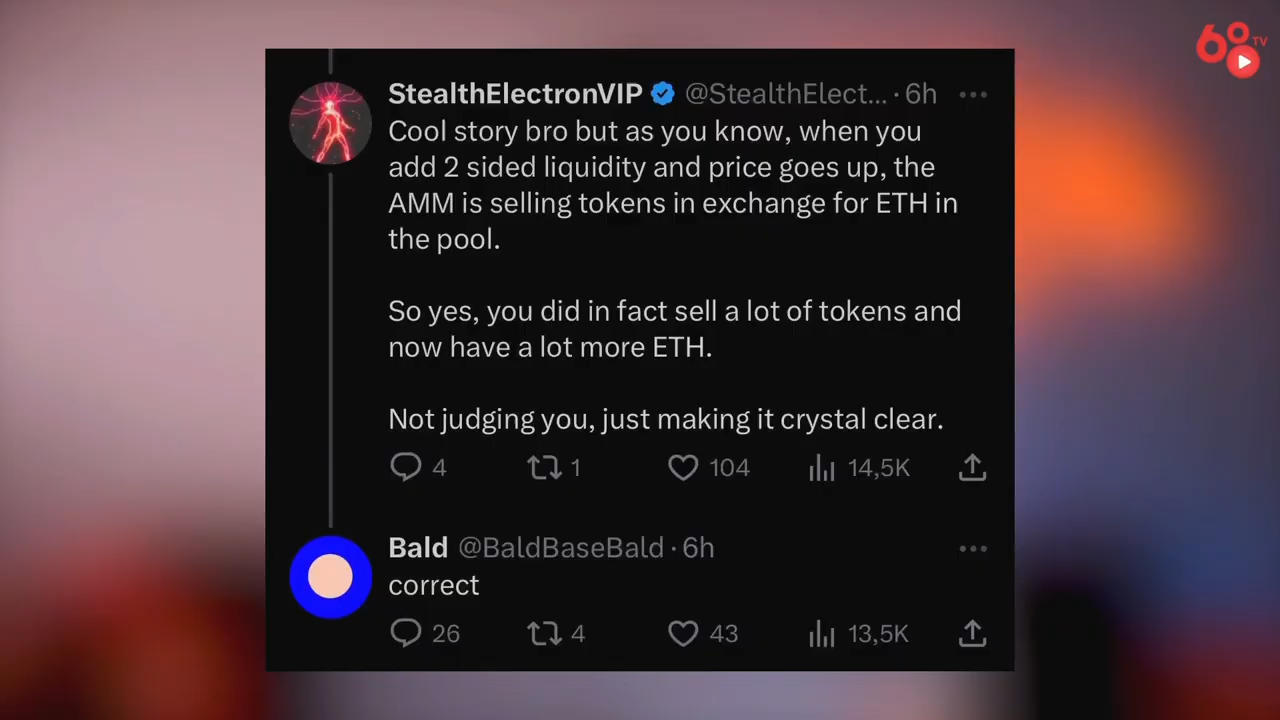 60 TV
StealthElectronVIP @StealthElect... · 6h
Cool story bro but as you know, when you
add 2 sided liquidity and price goes up, the
AMM is selling tokens in exchange for ETH in
the pool.
So yes, you did in fact sell a lot of tokens and
now have a lot more ETH.
Not judging you, just making it crystal clear.
4 1 104 14,5K
Bald @BaldBaseBald · 6h
correct
26 4 43 13,5K